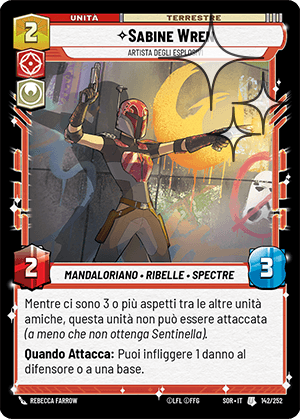 UNITÀ TERRESTRE
2
✧SABINE WREN
ARTISTA DEGLI ESPLOSIVI
2
MANDALORIANO • RIBELLE • SPECTRE
3
Mentre ci sono 3 o più aspetti tra le altre unità
amiche, questa unità non può essere attaccata
(a meno che non ottenga Sentinella).
Quando Attacca: Puoi infliggere 1 danno al
difensore o a una base.
REBECCA FARROW
©LFL ©FFG
SOR • IT
142/252